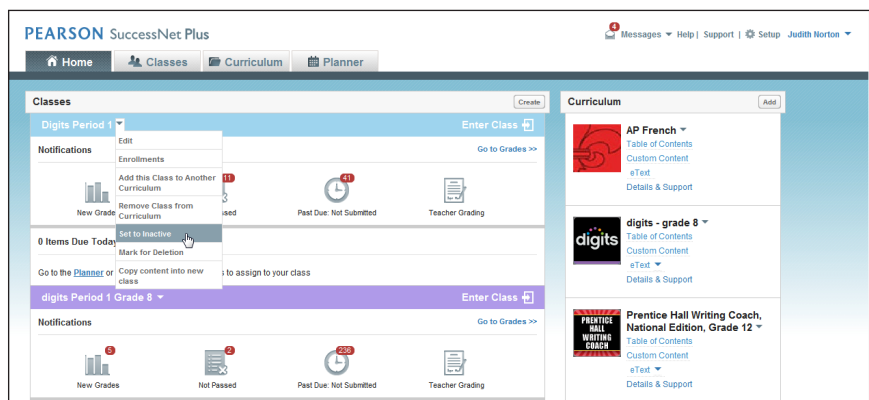 PEARSON SuccessNet Plus
4
Messages Help | Support | Setup Judith Norton
Home
Classes
Curriculum
Planner
Classes
Create
Digits Period 1
Enter Class
Edit
Enrollments
Add this Class to Another
Curriculum
Remove Class from
Curriculum
Set to Inactive
Mark for Deletion
Copy content into new
class
Notifications
Go to Grades >>
11
41
New Grade
sed
Past Due: Not Submitted
Teacher Grading
0 Items Due Today
Go to the Planner or
s to assign to your class
digits Period 1 Grade 8
Enter Class
Notifications
Go to Grades >>
5
2
236
New Grades
Not Passed
Past Due: Not Submitted
Teacher Grading
Curriculum
Add
AP French
Table of Contents
Custom Content
eText
Details & Support
digits
digits - grade 8
Table of Contents
Custom Content
eText
Details & Support
PRENTICE
HALL
WRITING
COACH
Prentice Hall Writing Coach,
National Edition, Grade 12
Table of Contents
Custom Content
eText
Details & Support